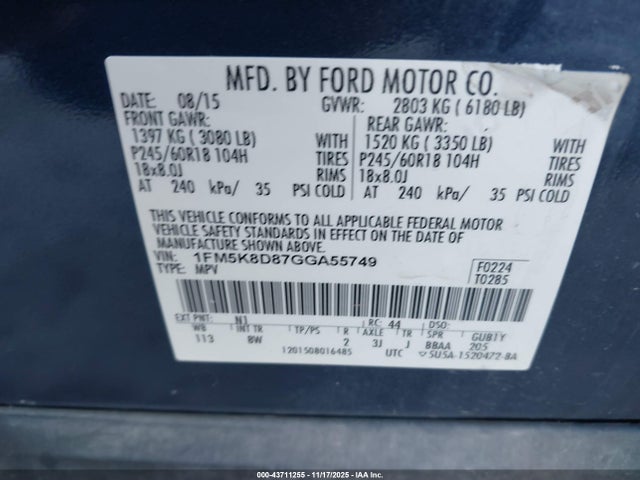 MFD. BY FORD MOTOR CO.
DATE: 08/15 GVWR: 2803 KG ( 6180 LB)
FRONT GAWR: REAR GAWR:
1397 KG ( 3080 LB) WITH 1520 KG ( 3350 LB) WITH
P245/60R18 104H TIRES P245/60R18 104H TIRES
18x8.0J RIMS 18x8.0J RIMS
AT 240 kPa/ 35 PSI COLD AT 240 kPa/ 35 PSI COLD
THIS VEHICLE CONFORMS TO ALL APPLICABLE FEDERAL MOTOR
VEHICLE SAFETY STANDARDS IN EFFECT ON THE DATE OF
MANUFACTURE SHOWN ABOVE.
VIN: 1FM5K8D87GGA55749 F0224
TYPE: MPV T0285
EXT PNT: N1 RC: 44 DSO:
WB INT TR TP/PS R AXLE TR SPR GUB1Y
113 BW 2 3J J BBAA 205
1201508016485 UTC 5U5A-1520472-BA
000-43711255 - 11/17/2025 - IAA Inc.